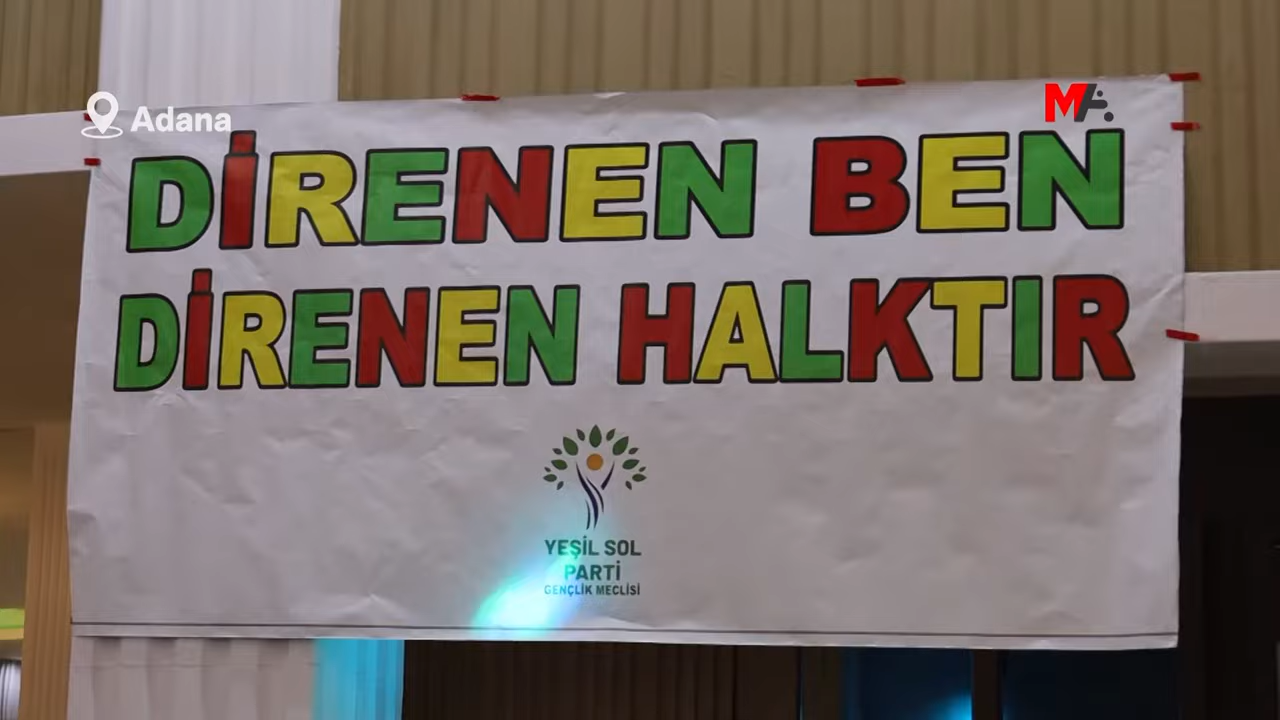 Adana
MA
DİRENEN BEN
DİRENEN HALKTIR
YEŞİL SOL
PARTİ
GENÇLİK MECLİSİ